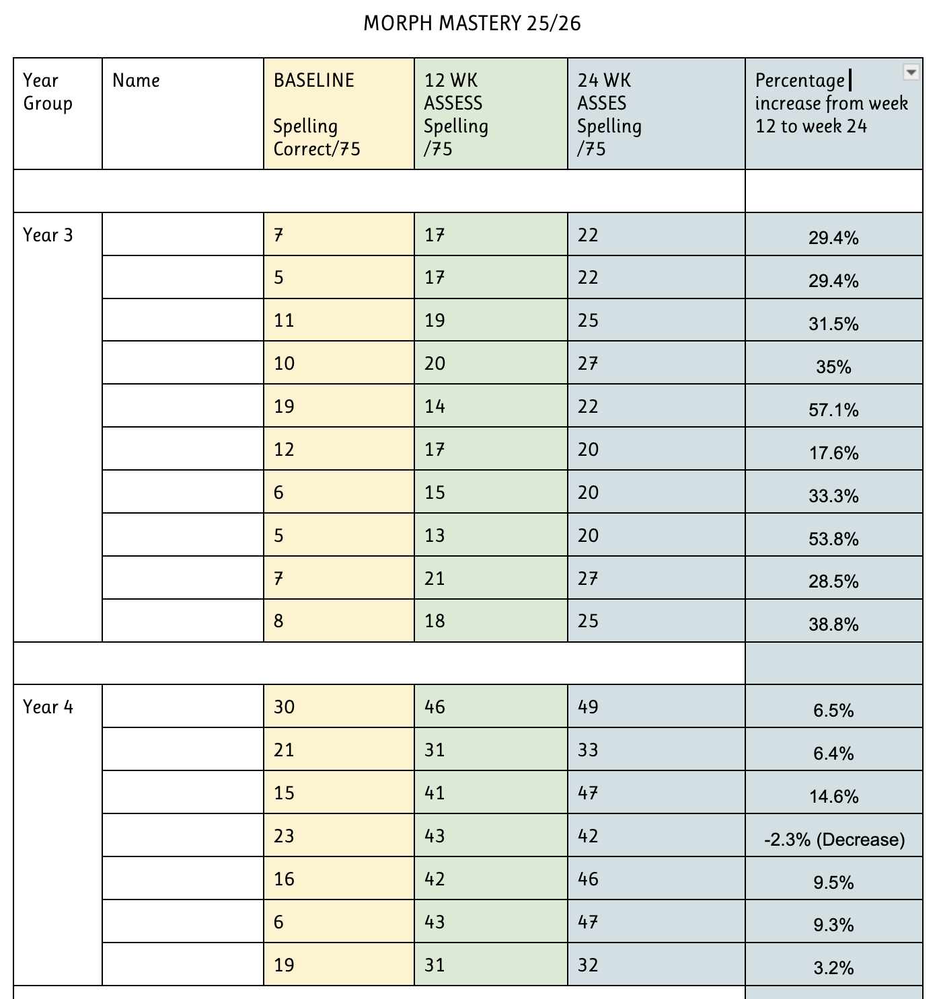 MORPH MASTERY 25/26
Year Group Name BASELINE Spelling Correct/75 12 WK ASSESS Spelling /75 24 WK ASSES Spelling /75 Percentage increase from week 12 to week 24
Year 3 7 17 22 29.4%
5 17 22 29.4%
11 19 25 31.5%
10 20 27 35%
19 14 22 57.1%
12 17 20 17.6%
6 15 20 33.3%
5 13 20 53.8%
7 21 27 28.5%
8 18 25 38.8%
Year 4 30 46 49 6.5%
21 31 33 6.4%
15 41 47 14.6%
23 43 42 -2.3% (Decrease)
16 42 46 9.5%
6 43 47 9.3%
19 31 32 3.2%